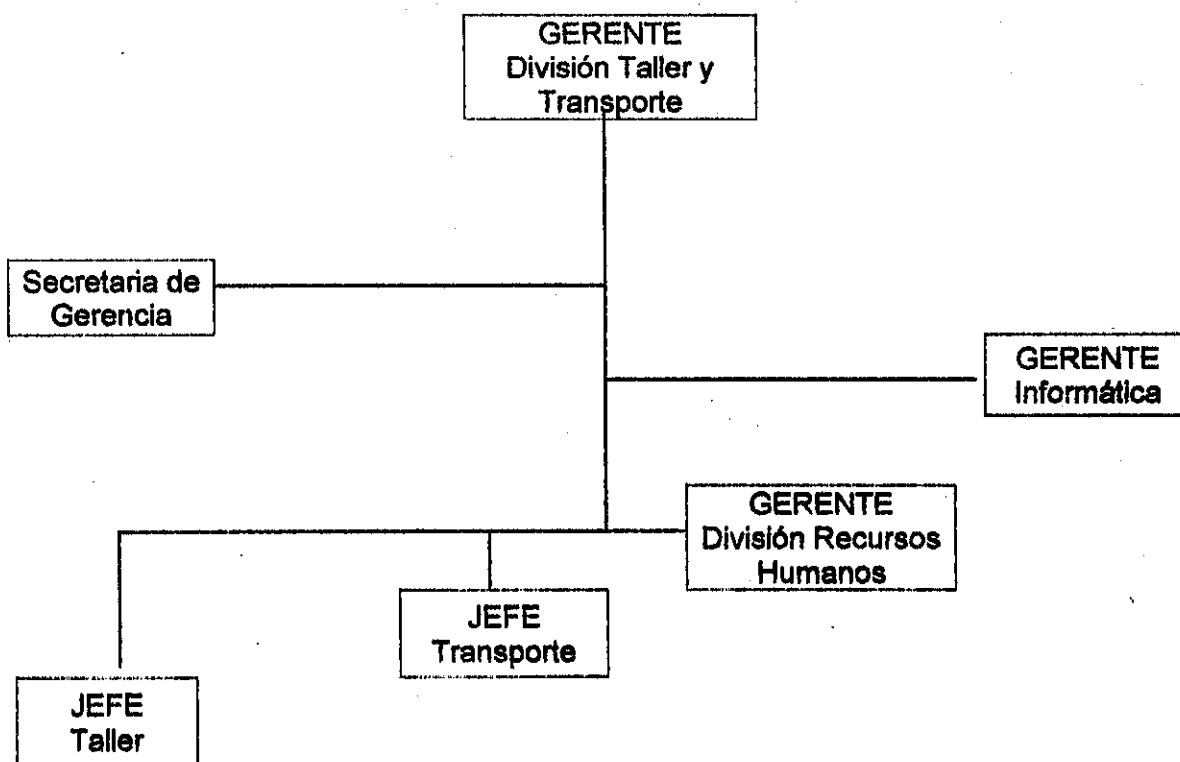 GERENTE
División Taller y
Transporte
Secretaria de
Gerencia
GERENTE
Informática
GERENTE
División Recursos
Humanos
JEFE
Transporte
JEFE
Taller